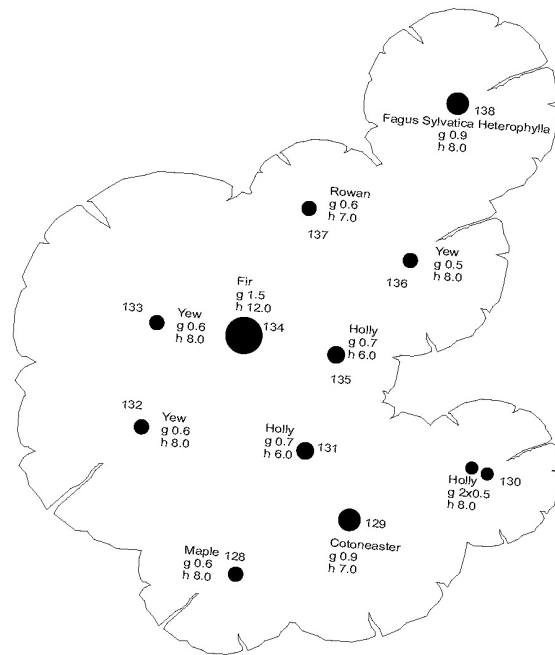 138
Fagus Sylvatica Heterophylla
g 0.9
h 8.0
Rowan
g 0.6
h 7.0
137
Yew
g 0.5
h 8.0
136
Fir
g 1.5
h 12.0
134
133
Yew
g 0.6
h 8.0
Holly
g 0.7
h 6.0
135
132
Yew
g 0.6
h 8.0
Holly
g 0.7
h 6.0
131
Holly
g 2x0.5
h 8.0
130
129
Cotoneaster
g 0.9
h 7.0
Maple 128
g 0.6
h 8.0